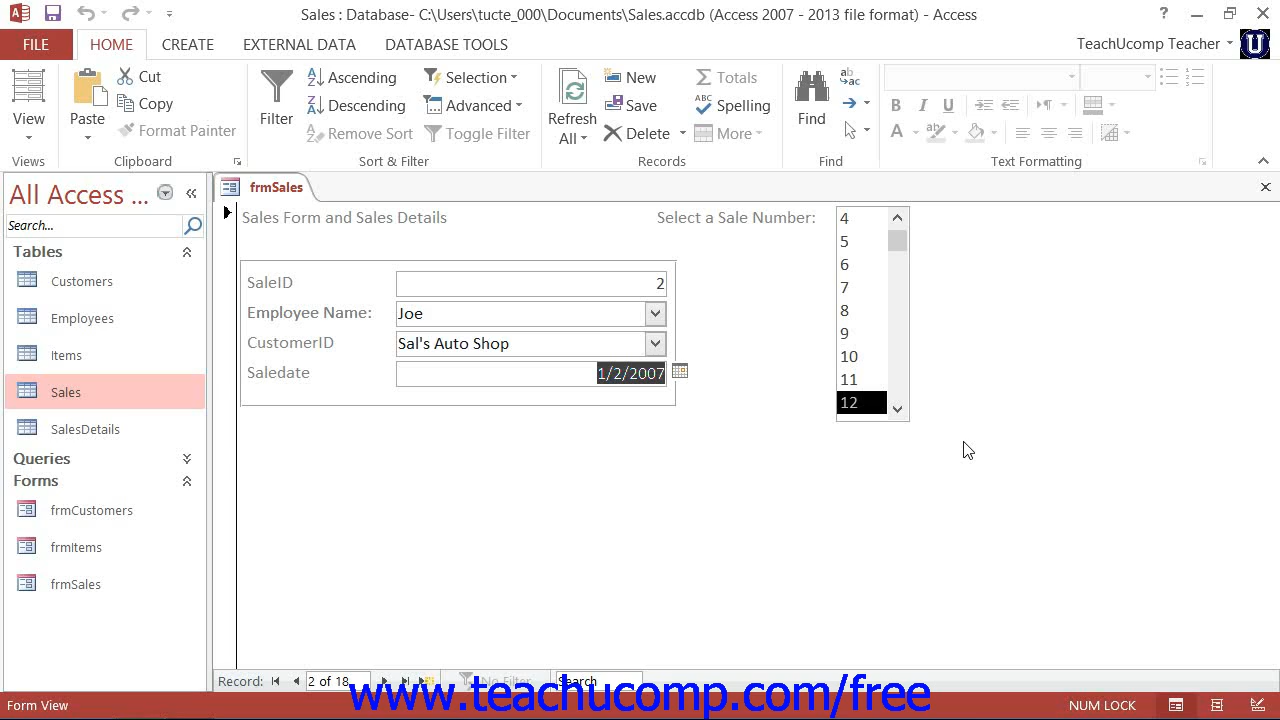 Sales : Database- C:\Users\tucte_000\Documents\Sales.accdb (Access 2007 - 2013 file format) - Access
FILE HOME CREATE EXTERNAL DATA DATABASE TOOLS TeachUcomp Teacher
View
Views
Paste
Cut
Copy
Format Painter
Clipboard
Filter
Ascending
Descending
Remove Sort
Selection
Advanced
Toggle Filter
Sort & Filter
Refresh
All
New
Save
Delete
Totals
Spelling
More
Records
Find
Find
Text Formatting
All Access ...
Search...
Tables
Customers
Employees
Items
Sales
SalesDetails
Queries
Forms
frmCustomers
frmItems
frmSales
frmSales
Sales Form and Sales Details
Select a Sale Number:
SaleID 2
Employee Name: Joe
CustomerID Sal's Auto Shop
Saledate 1/2/2007
4
5
6
7
8
9
10
11
12
Record: 2 of 18 No Filter Search
www.teachucomp.com/free
Form View NUM LOCK